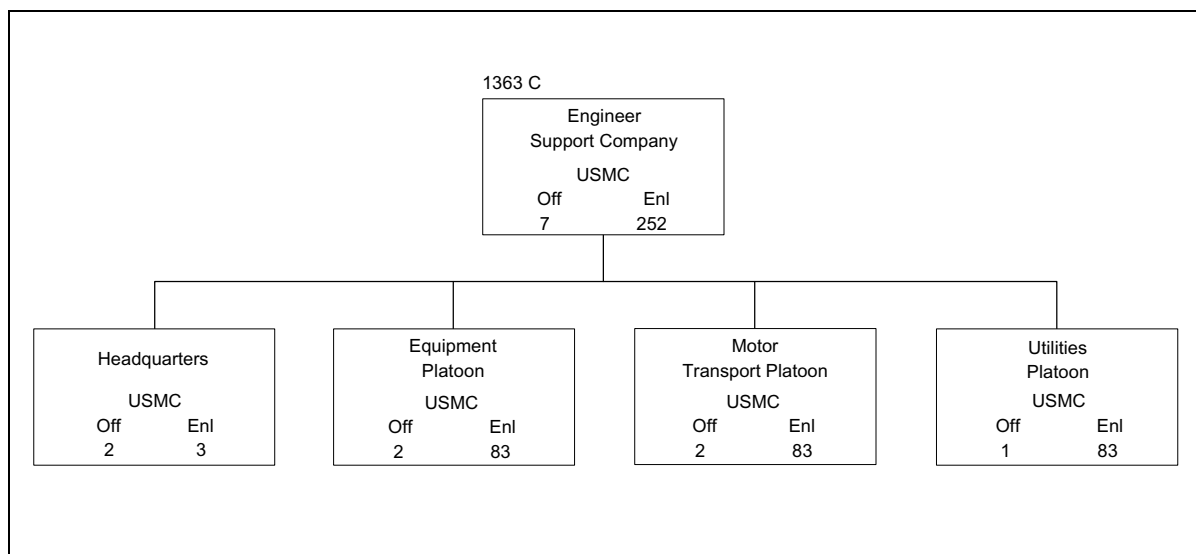 1363 C
Engineer
Support Company
USMC
Off Enl
7 252
Headquarters
USMC
Off Enl
2 3
Equipment
Platoon
USMC
Off Enl
2 83
Motor
Transport Platoon
USMC
Off Enl
2 83
Utilities
Platoon
USMC
Off Enl
1 83